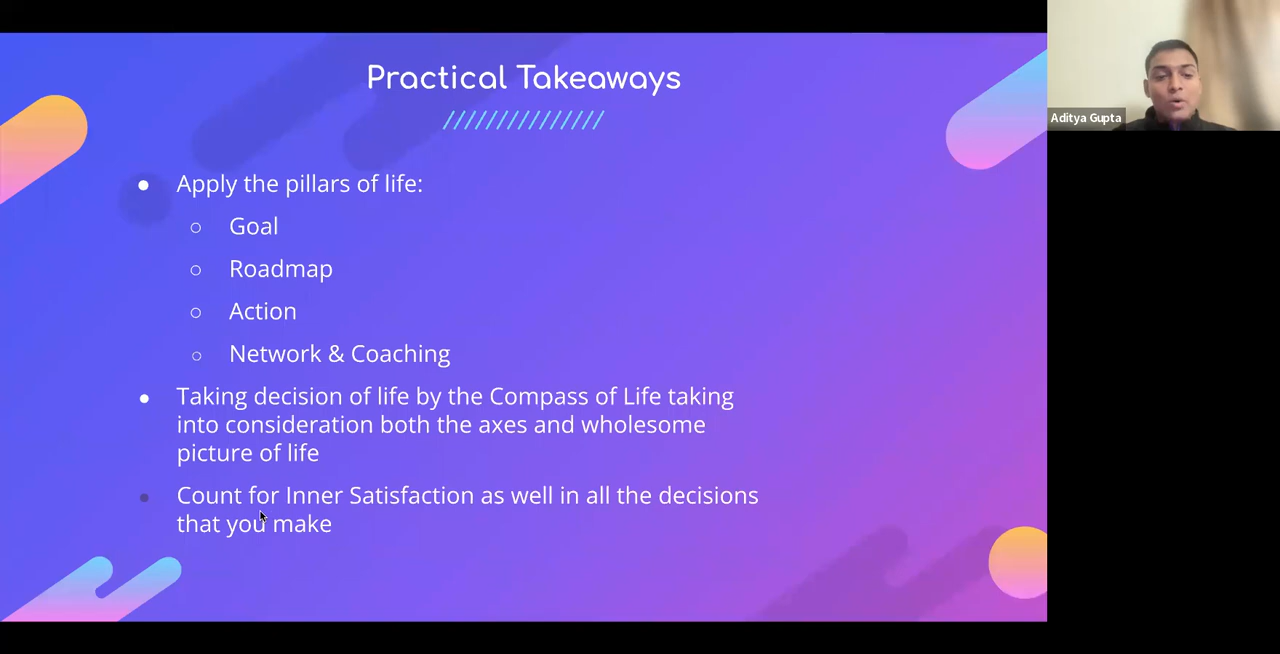 Practical Takeaways
Aditya Gupta
● Apply the pillars of life:
○ Goal
○ Roadmap
○ Action
○ Network & Coaching
● Taking decision of life by the Compass of Life taking
into consideration both the axes and wholesome
picture of life
● Count for Inner Satisfaction as well in all the decisions
that you make